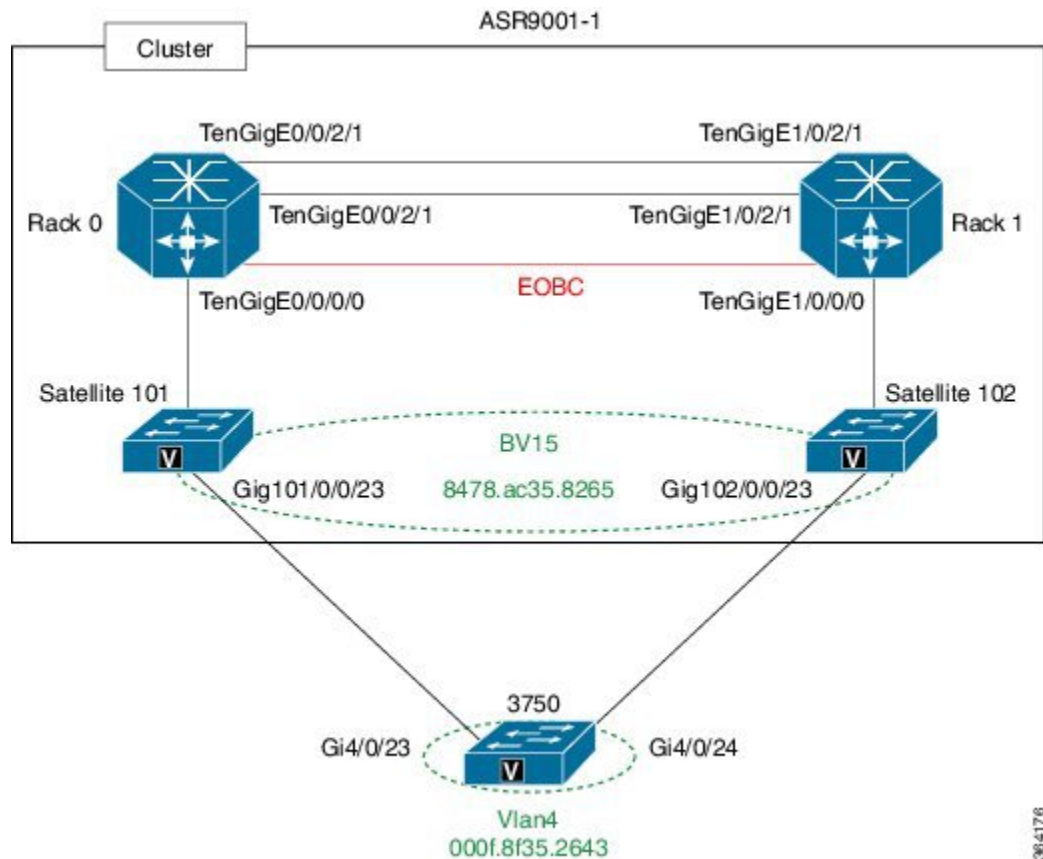 ASR9001-1
Cluster
TenGigE0/0/2/1
TenGigE1/0/2/1
Rack 0
TenGigE0/0/2/1
TenGigE1/0/2/1
Rack 1
EOBC
TenGigE0/0/0/0
TenGigE1/0/0/0
Satellite 101
Satellite 102
BV15
V
V
Gig101/0/0/23
8478.ac35.8265
Gig102/0/0/23
3750
Gi4/0/23
Gi4/0/24
V
Vlan4
000f.8f35.2643
364176